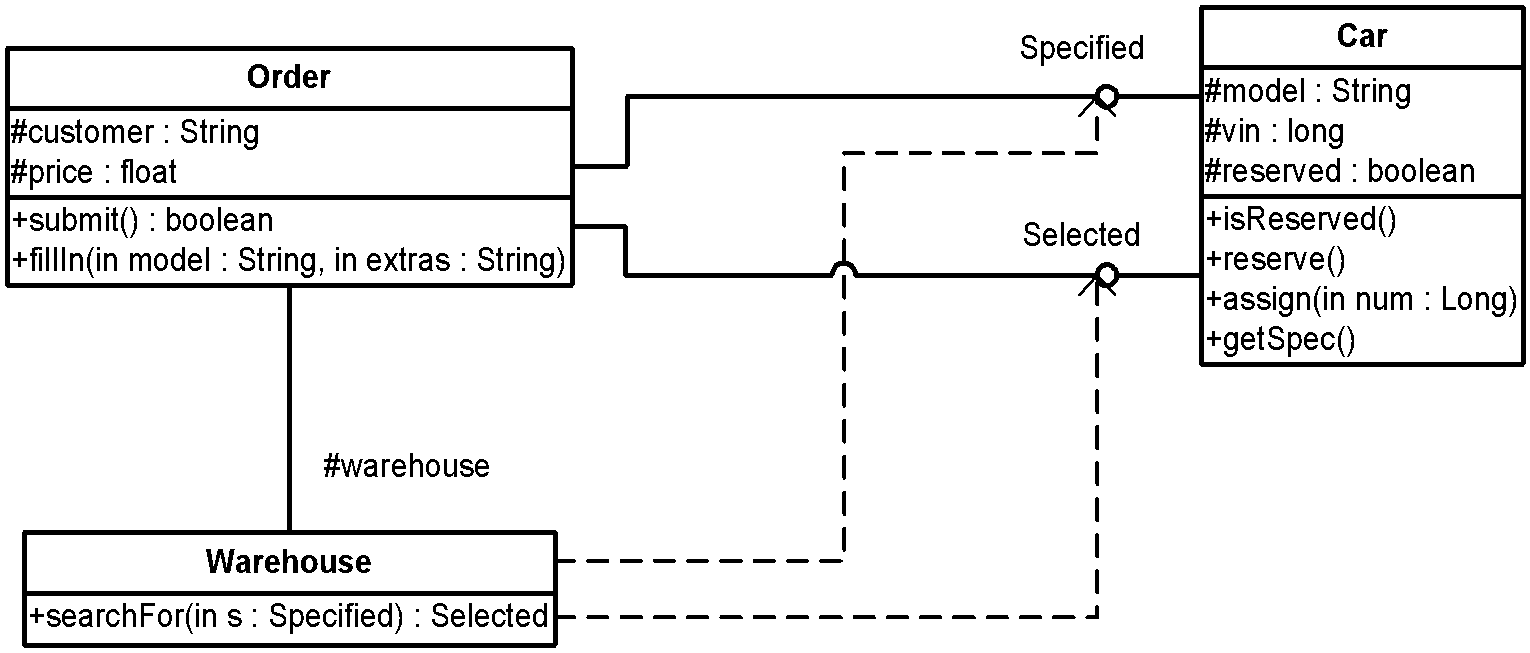 Order
#customer : String
#price : float
+submit() : boolean
+fillIn(in model : String, in extras : String)
Specified
Selected
Car
#model : String
#vin : long
#reserved : boolean
+isReserved()
+reserve()
+assign(in num : Long)
+getSpec()
#warehouse
Warehouse
+searchFor(in s : Specified) : Selected